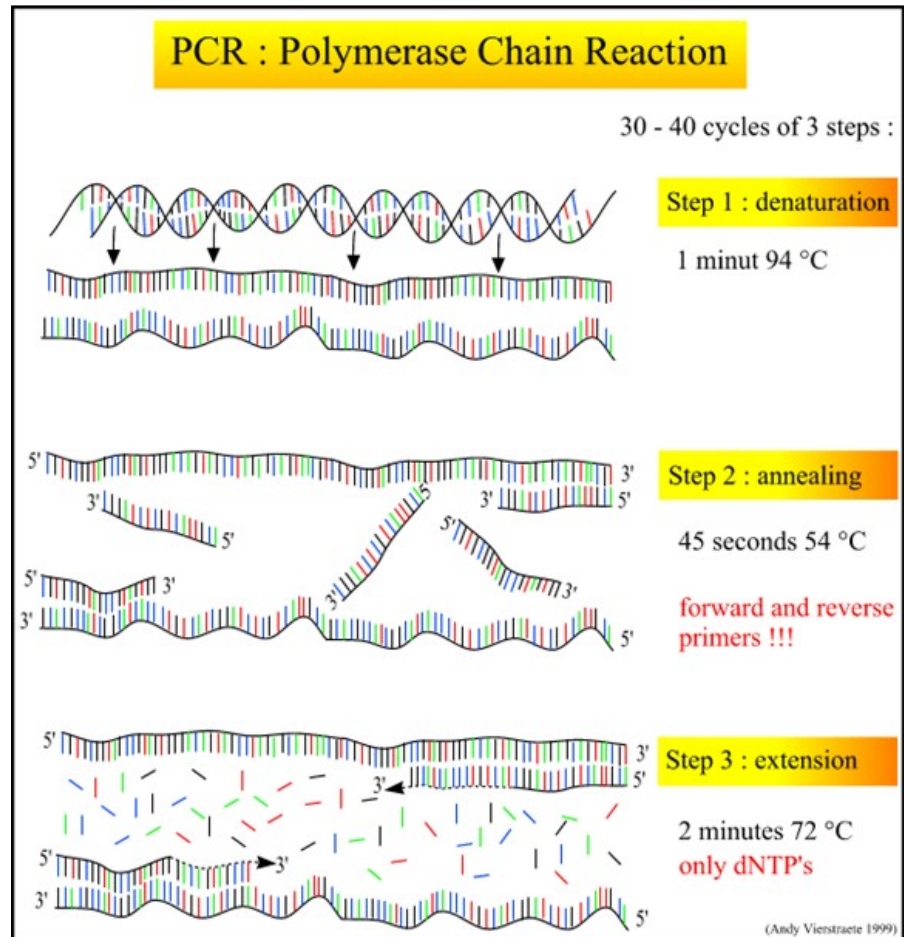 PCR : Polymerase Chain Reaction
30 - 40 cycles of 3 steps :
Step 1 : denaturation
1 minut 94 °C
5'
3'
Step 2 : annealing
3'
5'
3'
5'
5'
5'
45 seconds 54 °C
5'
3'
3'
3'
forward and reverse
primers !!!
3'
5'
5'
3'
Step 3 : extension
3'
5'
2 minutes 72 °C
only dNTP's
5'
3'
3'
5'
(Andy Vierstraete 1999)